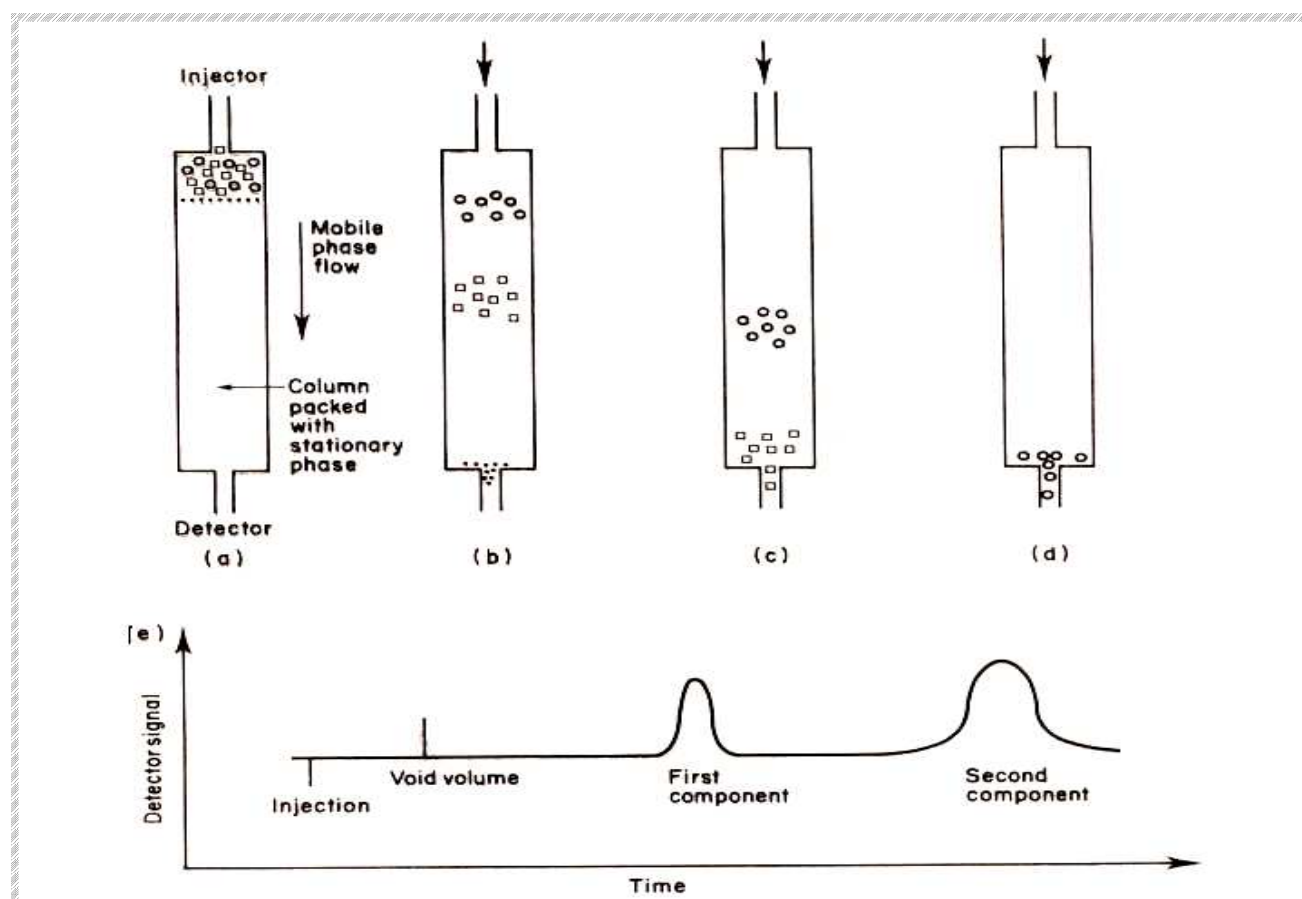 Injector
Mobile
phase
flow
Column
packed
with
stationary
phase
Detector
(a)
(b)
(c)
(d)
[e)
Detector signal
Injection
Void volume
First
component
Second
component
Time